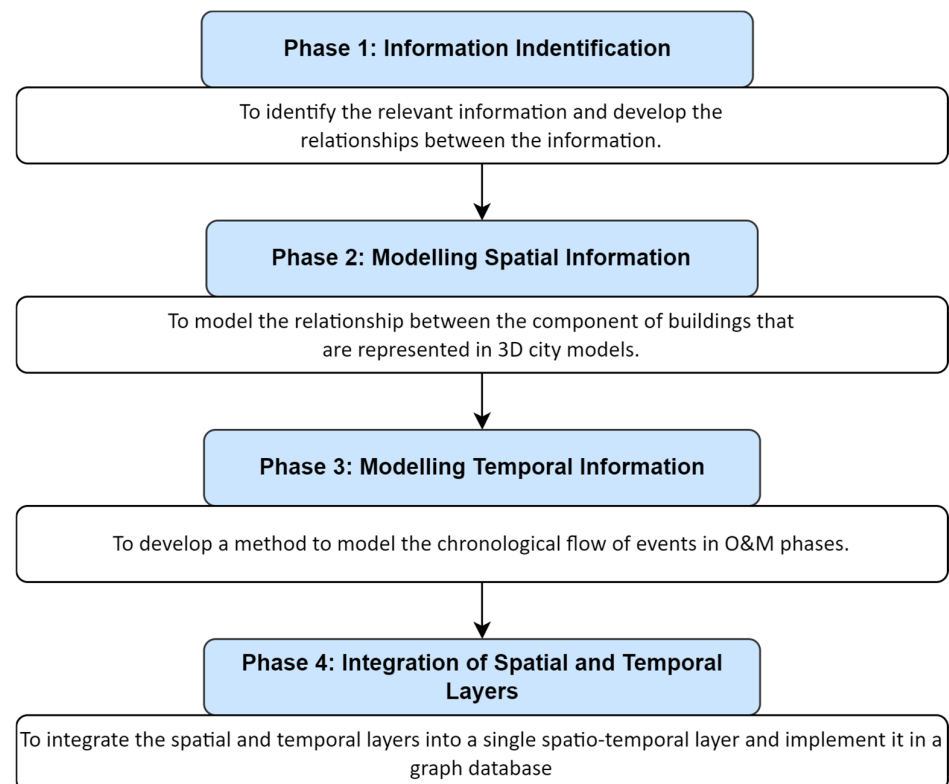 Phase 1: Information Indentification
To identify the relevant information and develop the
relationships between the information.
Phase 2: Modelling Spatial Information
To model the relationship between the component of buildings that
are represented in 3D city models.
Phase 3: Modelling Temporal Information
To develop a method to model the chronological flow of events in O&M phases.
Phase 4: Integration of Spatial and Temporal
Layers
To integrate the spatial and temporal layers into a single spatio-temporal layer and implement it in a
graph database